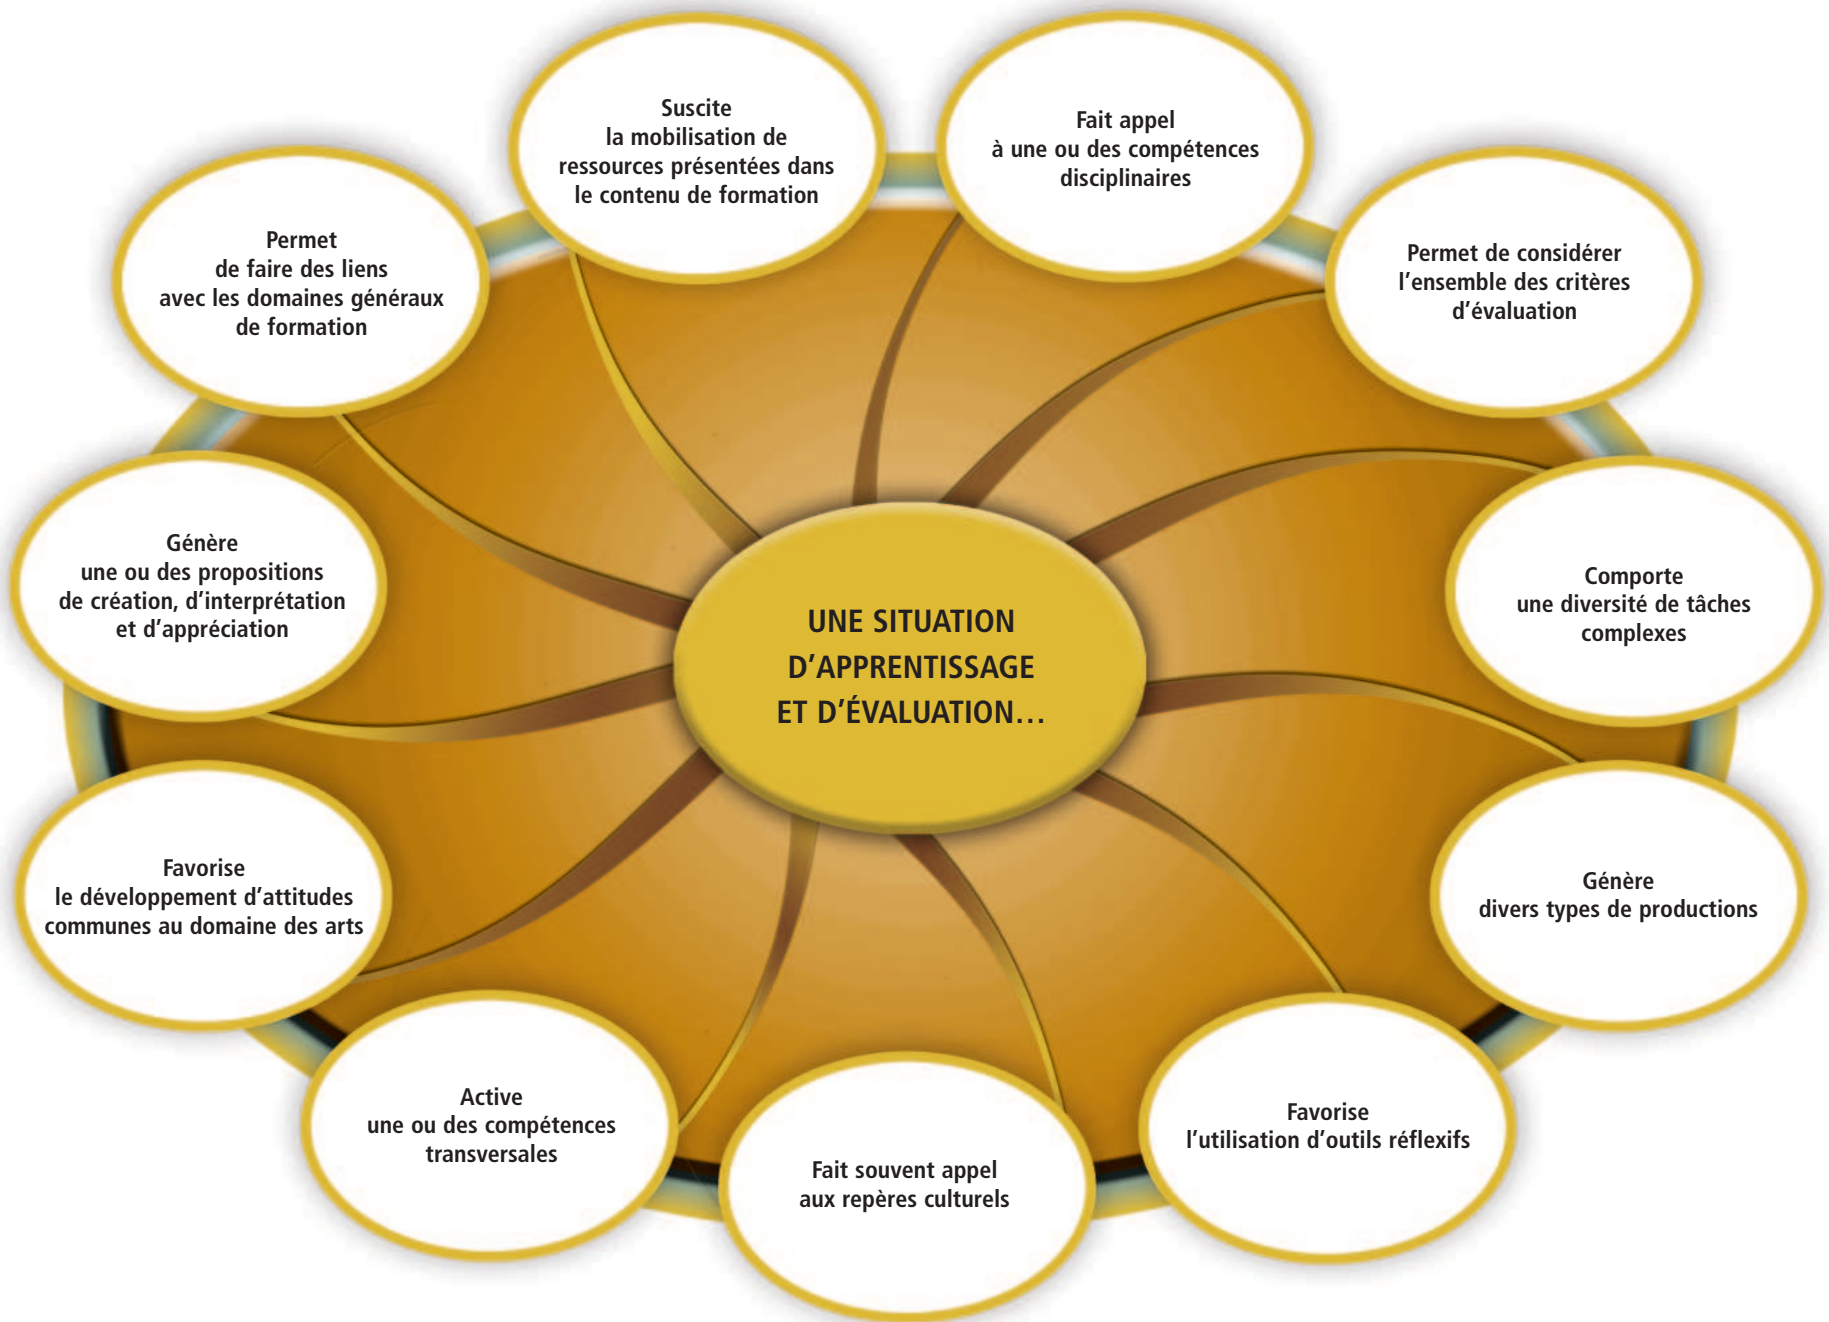 Suscite
la mobilisation de
ressources présentées dans
le contenu de formation
Fait appel
à une ou des compétences
disciplinaires
Permet de considérer
l'ensemble des critères
d'évaluation
Comporte
une diversité de tâches
complexes
Génère
divers types de productions
Favorise
l'utilisation d'outils réflexifs
Fait souvent appel
aux repères culturels
Active
une ou des compétences
transversales
Favorise
le développement d'attitudes
communes au domaine des arts
Génère
une ou des propositions
de création, d'interprétation
et d'appréciation
Permet
de faire des liens
avec les domaines généraux
de formation
UNE SITUATION
D'APPRENTISSAGE
ET D'ÉVALUATION…